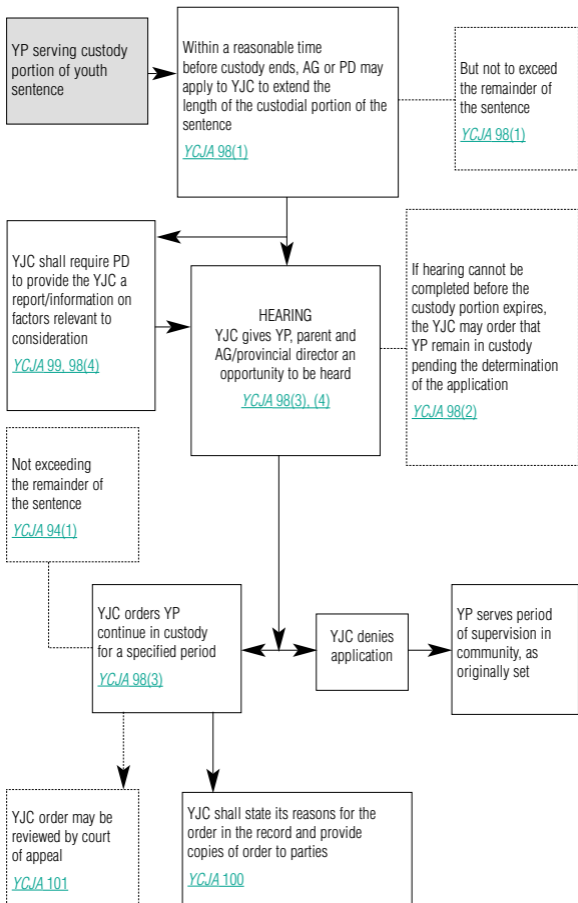 YP serving custody
portion of youth
sentence
Within a reasonable time
before custody ends, AG or PD may
apply to YJC to extend the
length of the custodial portion of the
sentence
YCJA 98(1)
But not to exceed
the remainder of
the sentence
YCJA 98(1)
YJC shall require PD
to provide the YJC a
report/information on
factors relevant to
consideration
YCJA 99, 98(4)
HEARING
YJC gives YP, parent and
AG/provincial director an
opportunity to be heard
YCJA 98(3), (4)
If hearing cannot be
completed before the
custody portion expires,
the YJC may order that
YP remain in custody
pending the determination
of the application
YCJA 98(2)
Not exceeding
the remainder of
the sentence
YCJA 94(1)
YJC orders YP
continue in custody
for a specified period
YCJA 98(3)
YJC denies
application
YP serves period
of supervision in
community, as
originally set
YJC order may be
reviewed by court
of appeal
YCJA 101
YJC shall state its reasons for the
order in the record and provide
copies of order to parties
YCJA 100